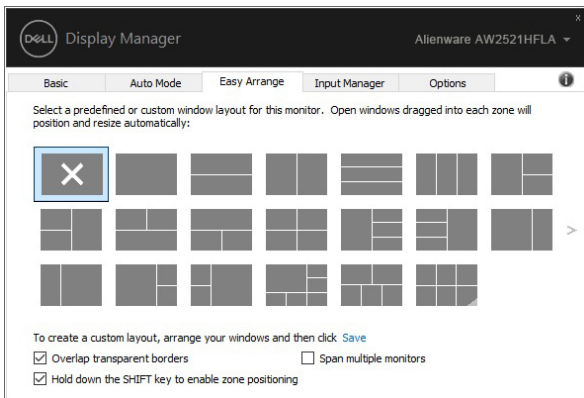 x
DELL Display Manager Alienware AW2521HFLA
Basic Auto Mode Easy Arrange Input Manager Options i
Select a predefined or custom window layout for this monitor. Open windows dragged into each zone will
position and resize automatically:
>
To create a custom layout, arrange your windows and then click Save
Overlap transparent borders Span multiple monitors
Hold down the SHIFT key to enable zone positioning